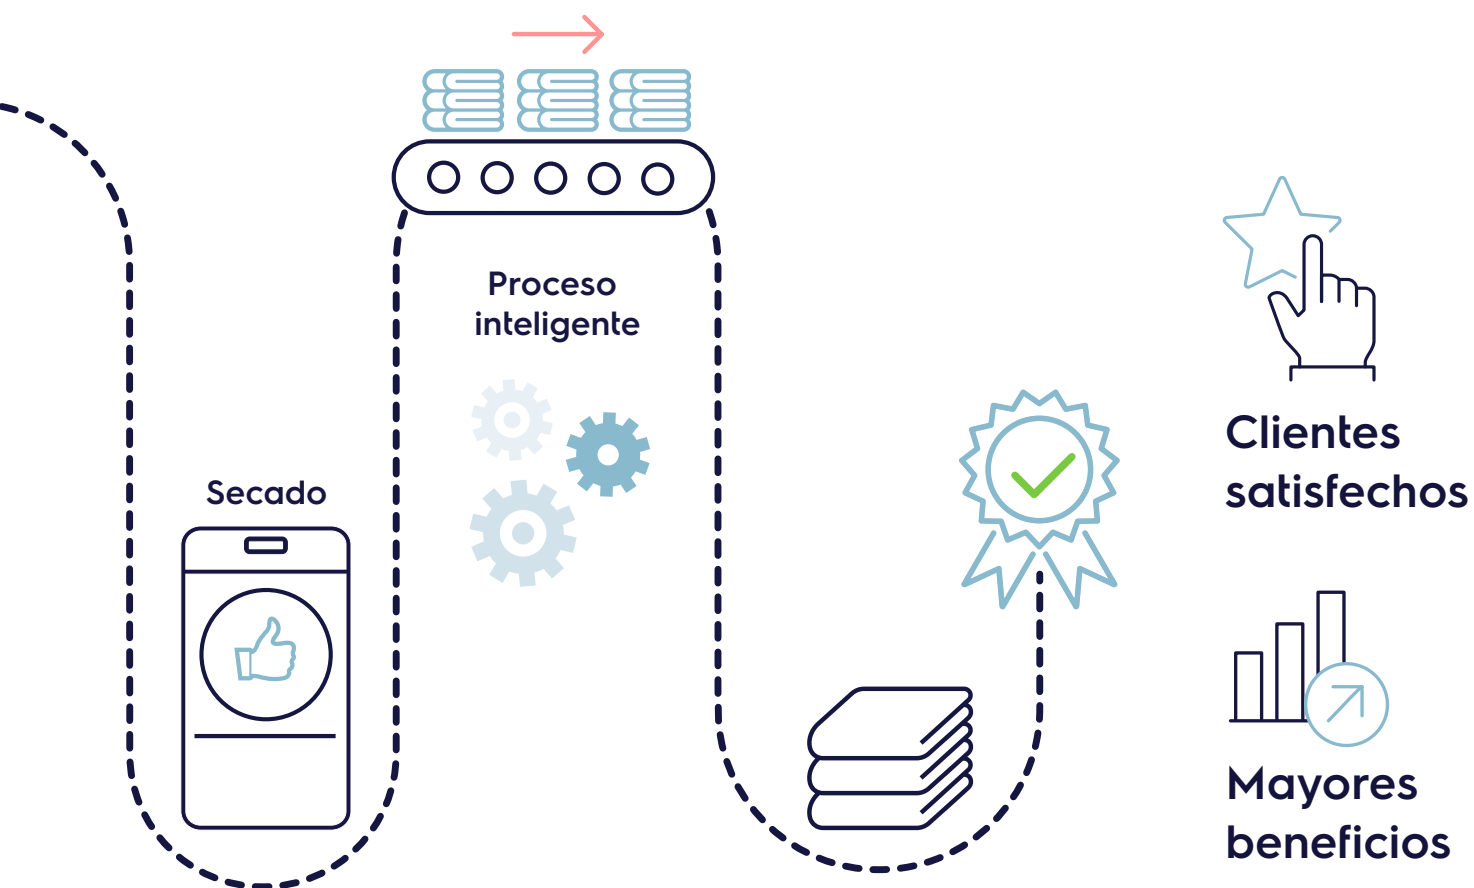 Secado
Proceso
inteligente
Clientes
satisfechos
Mayores
beneficios